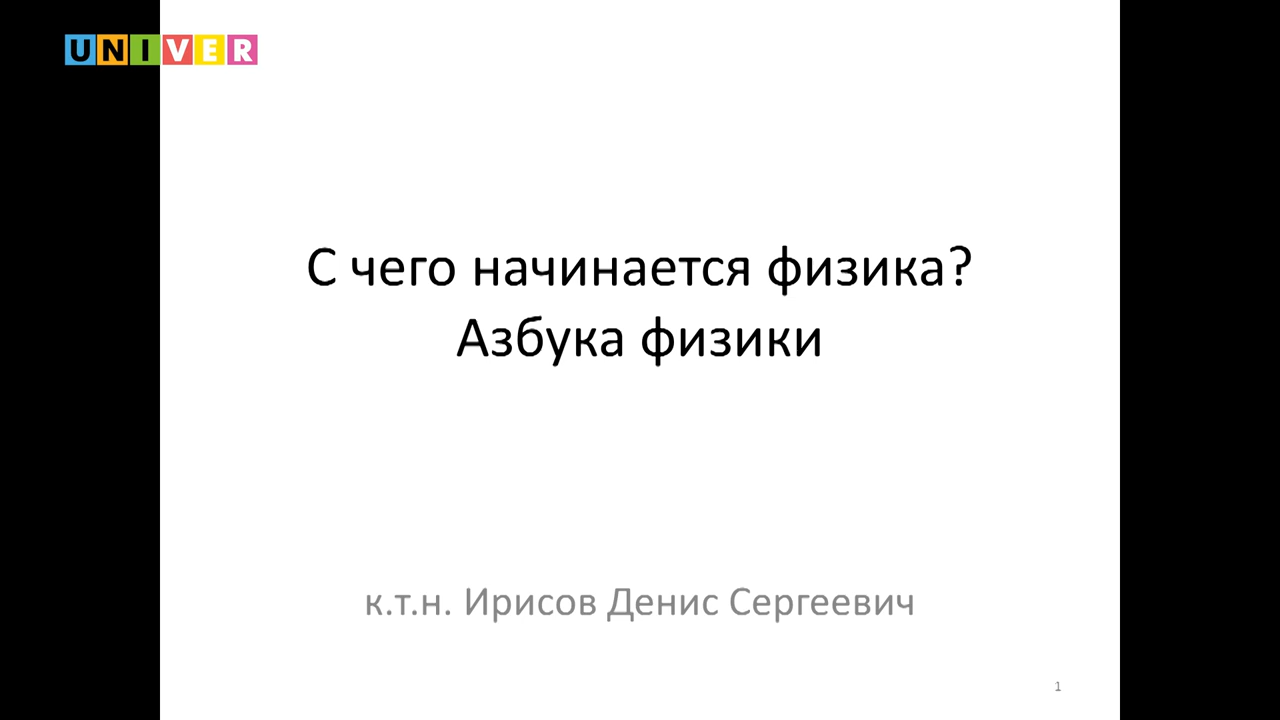 UNIVER
С чего начинается физика?
Азбука физики
к.т.н. Ирисов Денис Сергеевич
1